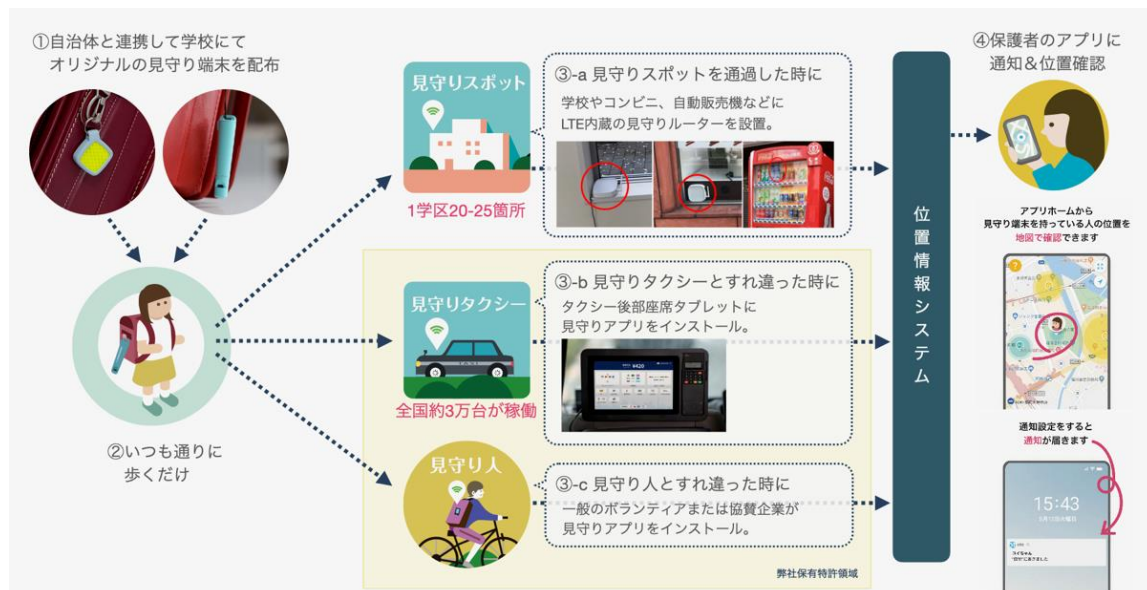 ①自治体と連携して学校にて
オリジナルの見守り端末を配布
②いつも通りに
歩くだけ
見守りスポット
1学区20-25箇所
③-a 見守りスポットを通過した時に
学校やコンビニ、自動販売機などに
LTE内蔵の見守りルーターを設置。
見守りタクシー
TAXI
全国約3万台が稼働
③-b 見守りタクシーとすれ違った時に
タクシー後部座席タブレットに
見守りアプリをインストール。
見守り人
③-c 見守り人とすれ違った時に
一般のボランティアまたは協賛企業が
見守りアプリをインストール。
弊社保有特許領域
位置情報システム
④保護者のアプリに
通知&位置確認
アプリホームから
見守り端末を持っている人の位置を
地図で確認できます
?
通知設定をすると
通知が届きます
15:43